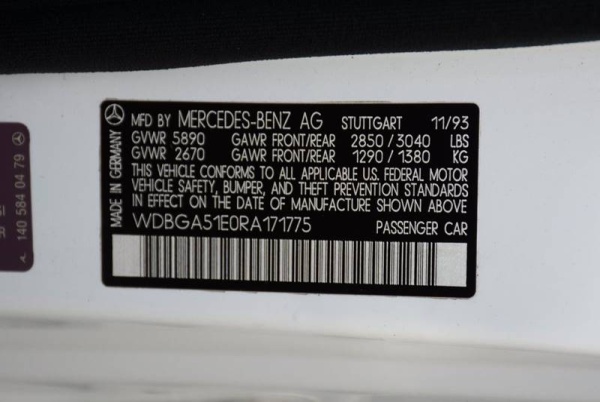 MFD BY MERCEDES-BENZ AG STUTTGART 11/93
GVWR 5890 GAWR FRONT/REAR 2850 / 3040 LBS
GVWR 2670 GAWR FRONT/REAR 1290 / 1380 KG
THIS VEHICLE CONFORMS TO ALL APPLICABLE U.S. FEDERAL MOTOR
VEHICLE SAFETY, BUMPER, AND THEFT PREVENTION STANDARDS
IN EFFECT ON THE DATE OF MANUFACTURE SHOWN ABOVE.
WDBGA51E0RA171775 PASSENGER CAR
MADE IN GERMANY
140 584 04 79